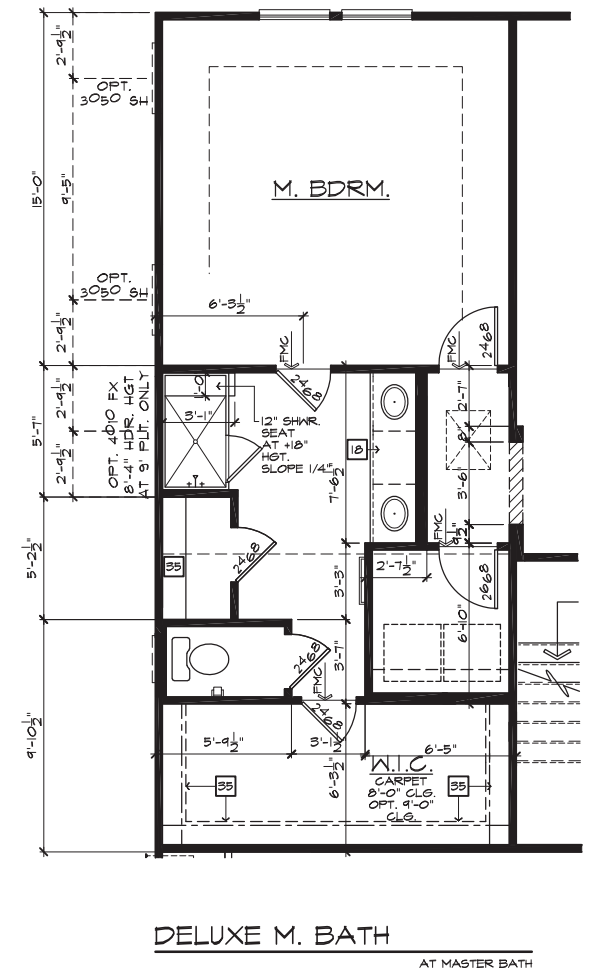 2'-9½"
OPT.
3050 SH
15'-0"
9'-5"
M. BDRM.
OPT.
3050 SH
6'-3½"
2'-9½"
FMC
2468
2468
1'-0"
3'-1"
12" SHWR.
SEAT
AT +18"
HGT.
SLOPE 1/4"
2'-7"
8"
5'-7"
2'-9½"
2'-9½"
OPT. 4010 FX
8'-4" HDR. HGT
AT 9' PLT. ONLY
7'-6½"
18
3'-6"
FMC
9½"
5'-2½"
35
2468
3'-3"
2'-7½"
2668
6'-10"
2468
3'-7"
FMC
2468
9'-10½"
5'-9½"
3'-1½"
6'-5"
6'-3½"
W.I.C.
CARPET
8'-0" CLG.
OPT. 9'-0"
CLG.
35
35
DELUXE M. BATH
AT MASTER BATH